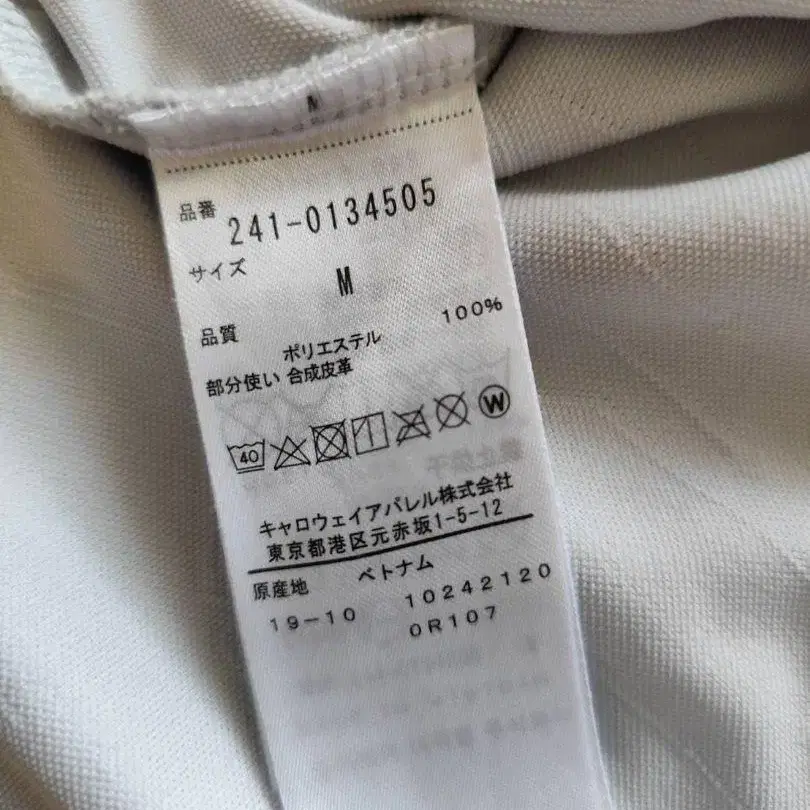 M
品番
241-0134505
サイズ
M
品質
ポリエステル 100%
部分使い 合成皮革
40 W
キャロウェイアパレル株式会社
東京都港区元赤坂1-5-12
原産地 ベトナム
19-10 10242120
0R107